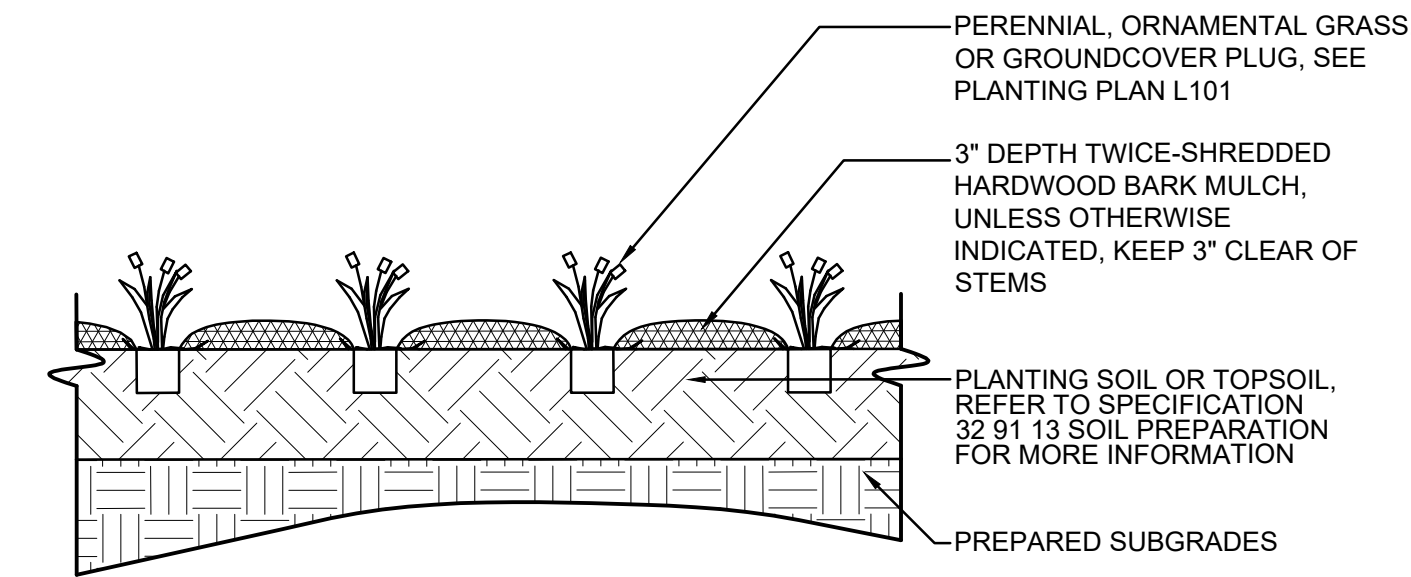 PERENNIAL, ORNAMENTAL GRASS
OR GROUNDCOVER PLUG, SEE
PLANTING PLAN L101
3" DEPTH TWICE-SHREDDED
HARDWOOD BARK MULCH,
UNLESS OTHERWISE
INDICATED, KEEP 3" CLEAR OF
STEMS
PLANTING SOIL OR TOPSOIL,
REFER TO SPECIFICATION
32 91 13 SOIL PREPARATION
FOR MORE INFORMATION
PREPARED SUBGRADES